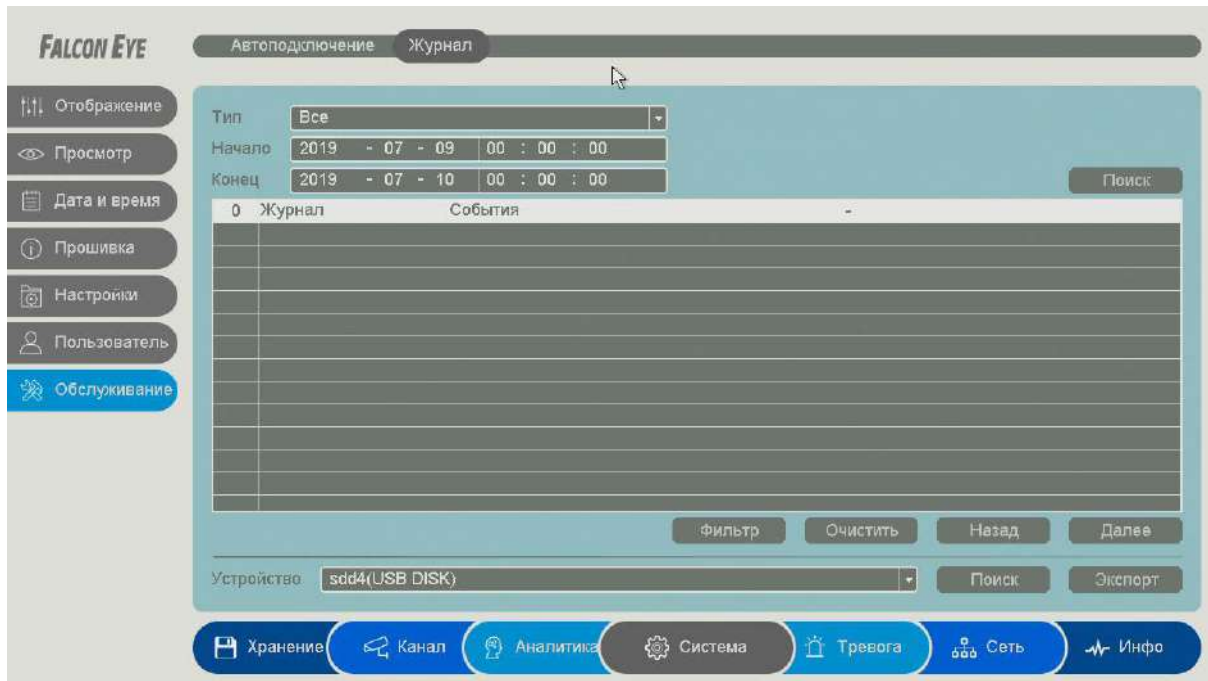 FALCON EYE
Автоподключение Журнал
Отображение
Просмотр
Дата и время
Прошивка
Настройки
Пользователь
Обслуживание
Тип Все
Начало 2019 - 07 - 09 00 : 00 : 00
Конец 2019 - 07 - 10 00 : 00 : 00
Поиск
0 Журнал События -
Фильтр Очистить Назад Далее
Устройство sdd4(USB DISK) Поиск Экспорт
Хранение Канал Аналитика Система Тревога Сеть Инфо